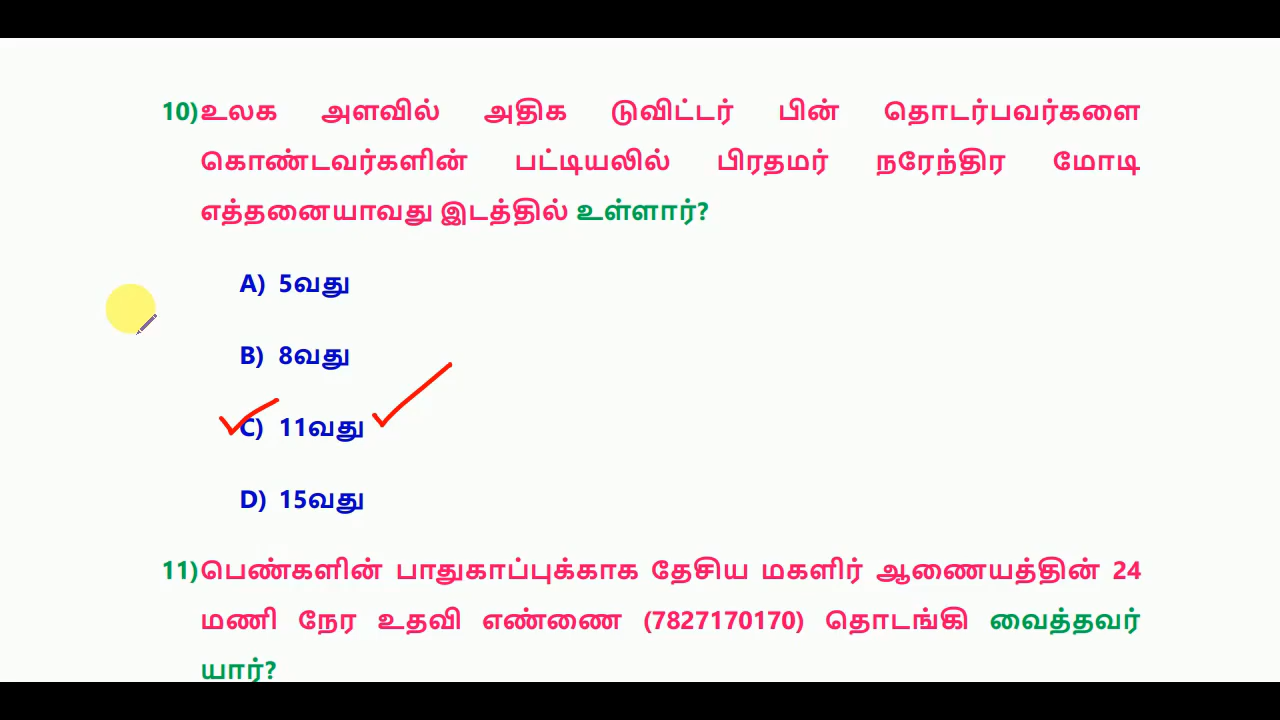 10)உலக அளவில் அதிக டுவிட்டர் பின் தொடர்பவர்களை
கொண்டவர்களின் பட்டியலில் பிரதமர் நரேந்திர மோடி
எத்தனையாவது இடத்தில் உள்ளார்?
A) 5வது
B) 8வது
C) 11வது
D) 15வது
11)பெண்களின் பாதுகாப்புக்காக தேசிய மகளிர் ஆணையத்தின் 24
மணி நேர உதவி எண்ணை (7827170170) தொடங்கி வைத்தவர்
யார்?